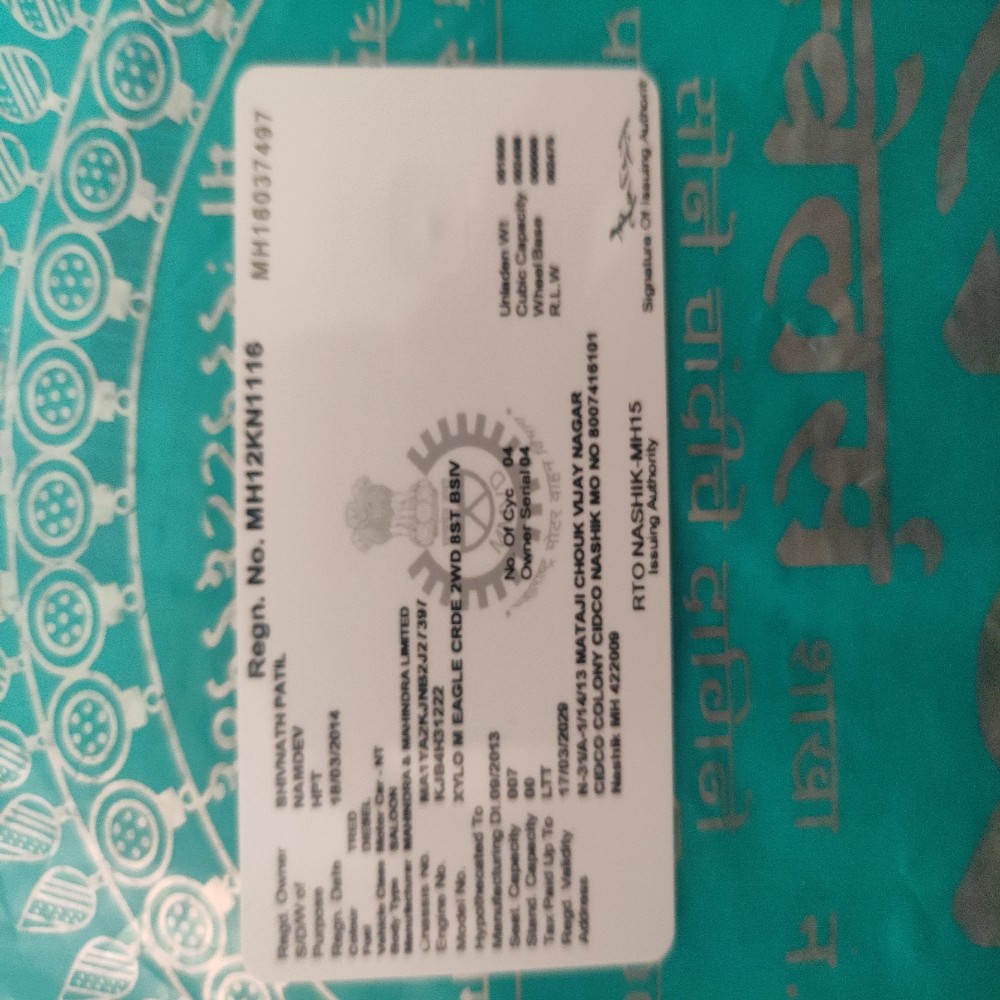 Regn. No. MH12KN1116
MH16037497
Regd. Owner SHIVNATH PATIL
S/D/W of NAMDEV
Purpose HPT
Regn. Date 18/03/2014
Color TRED
Fuel DIESEL
Vehicle Class Motor Car - NT
Body Type SALOON
Manufacturer MAHINDRA & MAHINDRA LIMITED
Chassis No. MA1YA2KJNB2J27397
Engine No. KJB4H31222
Model No. XYLO M EAGLE CRDE 2WD 8ST BSIV
Hypothecated To
Manufacturing Dt. 09/2013
Seat. Capacity 007 No. Of Cyc 04 Unladen Wt
Stand. Capacity 00 Owner Serial 04 Cubic Capacity
Tax Paid Up To LTT Wheel Base
Regd. Validity 17/03/2029 R.L.W
Address N-31/A-1/14/13 MATAJI CHOUK VIJAY NAGAR
CIDCO COLONY CIDCO NASHIK MO NO 8007416101
Nashik MH 422009
RTO NASHIK-MH15
Issuing Authority
Signature Of Issuing Authorit
सोने चांदीचे दागिने
शाखा
न.